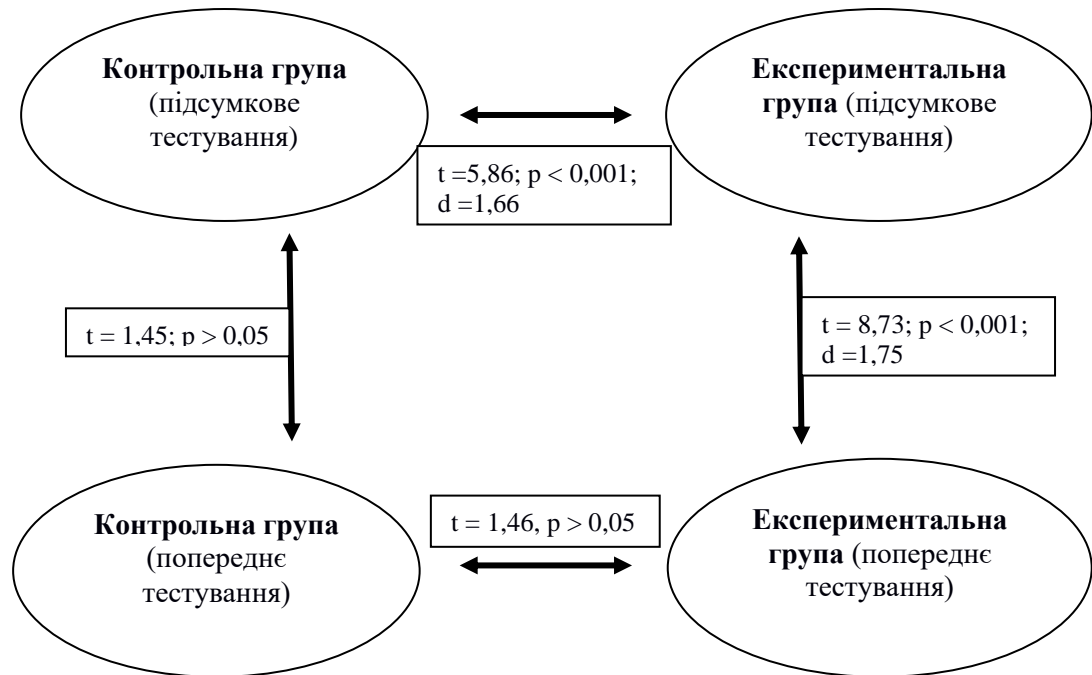 Контрольна група
(підсумкове
тестування)
Експериментальна
група (підсумкове
тестування)
t =5,86; p < 0,001;
d =1,66
t = 1,45; p > 0,05
t = 8,73; p < 0,001;
d =1,75
Контрольна група
(попереднє
тестування)
t = 1,46, p > 0,05
Експериментальна
група (попереднє
тестування)